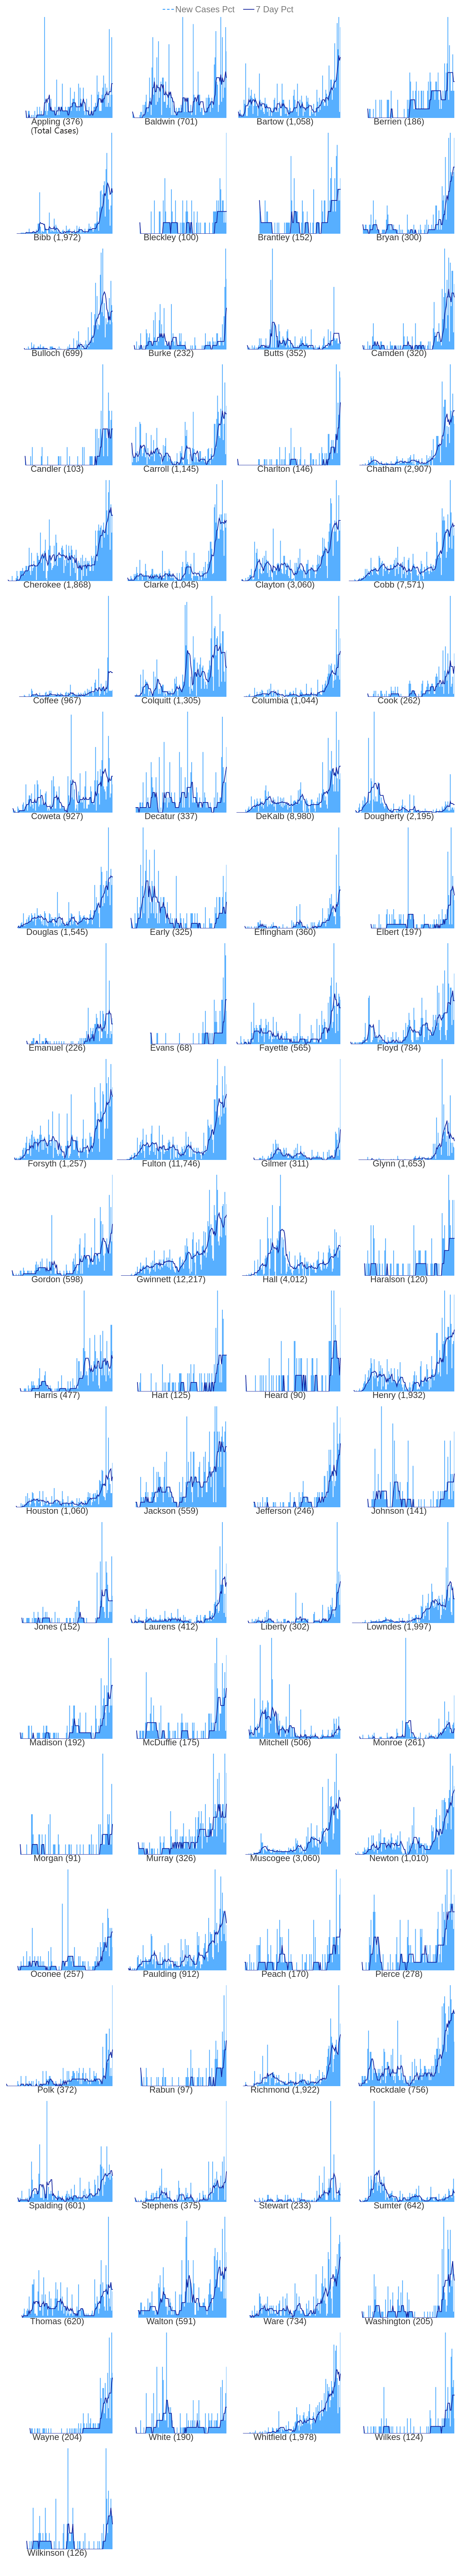 New Cases Pct 7 Day Pct
Appling (376) Baldwin (701) Bartow (1,058) Berrien (186)
(Total Cases)
Bibb (1,972) Bleckley (100) Brantley (152) Bryan (300)
Bulloch (699) Burke (232) Butts (352) Camden (320)
Candler (103) Carroll (1,145) Charlton (146) Chatham (2,907)
Cherokee (1,868) Clarke (1,045) Clayton (3,060) Cobb (7,571)
Coffee (967) Colquitt (1,305) Columbia (1,044) Cook (262)
Coweta (927) Decatur (337) DeKalb (8,980) Dougherty (2,195)
Douglas (1,545) Early (325) Effingham (360) Elbert (197)
Emanuel (226) Evans (68) Fayette (565) Floyd (784)
Forsyth (1,257) Fulton (11,746) Gilmer (311) Glynn (1,653)
Gordon (598) Gwinnett (12,217) Hall (4,012) Haralson (120)
Harris (477) Hart (125) Heard (90) Henry (1,932)
Houston (1,060) Jackson (559) Jefferson (246) Johnson (141)
Jones (152) Laurens (412) Liberty (302) Lowndes (1,997)
Madison (192) McDuffie (175) Mitchell (506) Monroe (261)
Morgan (91) Murray (326) Muscogee (3,060) Newton (1,010)
Oconee (257) Paulding (912) Peach (170) Pierce (278)
Polk (372) Rabun (97) Richmond (1,922) Rockdale (756)
Spalding (601) Stephens (375) Stewart (233) Sumter (642)
Thomas (620) Walton (591) Ware (734) Washington (205)
Wayne (204) White (190) Whitfield (1,978) Wilkes (124)
Wilkinson (126)